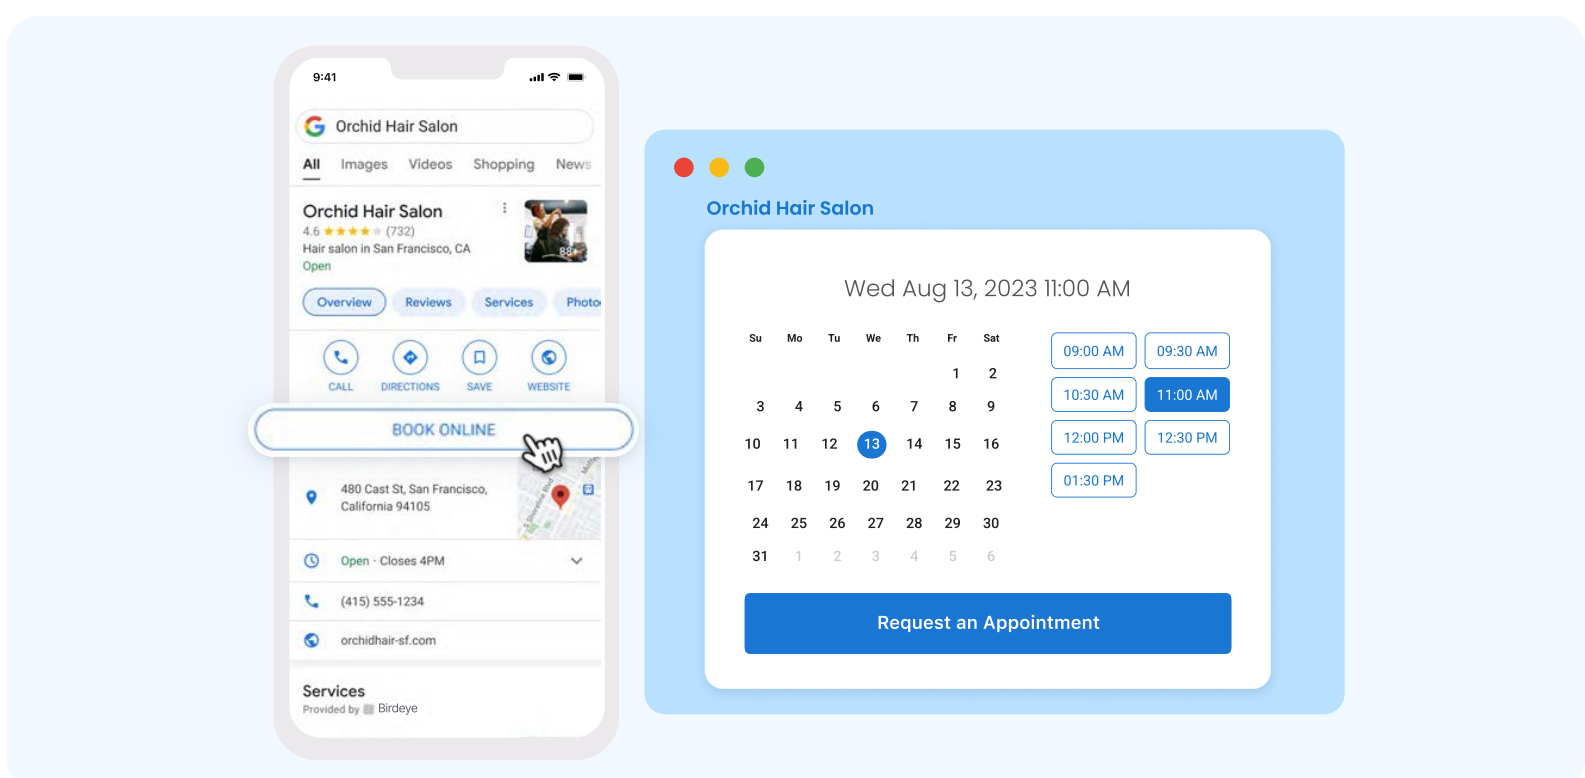 9:41
Orchid Hair Salon
All Images Videos Shopping News
Orchid Hair Salon
4.6 (732)
Hair salon in San Francisco, CA
Open
88+
Overview Reviews Services Photo
CALL DIRECTIONS SAVE WEBSITE
BOOK ONLINE
480 Cast St, San Francisco,
California 94105
S Shoreline Blvd
Open · Closes 4PM
(415) 555-1234
orchidhair-sf.com
Services
Provided by Birdeye
Orchid Hair Salon
Wed Aug 13, 2023 11:00 AM
Su Mo Tu We Th Fr Sat
1 2
3 4 5 6 7 8 9
10 11 12 13 14 15 16
17 18 19 20 21 22 23
24 25 26 27 28 29 30
31 1 2 3 4 5 6
09:00 AM 09:30 AM
10:30 AM 11:00 AM
12:00 PM 12:30 PM
01:30 PM
Request an Appointment